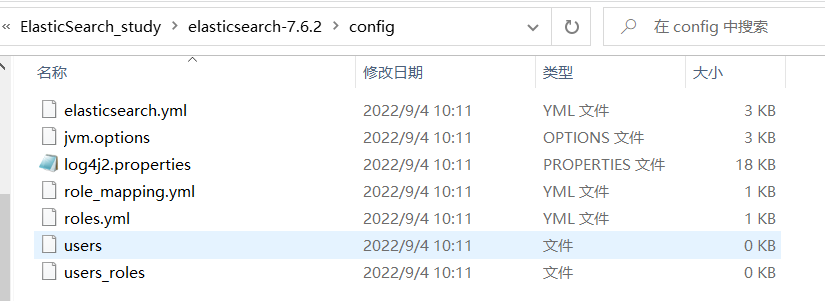 « ElasticSearch_study › elasticsearch-7.6.2 › config 在 config 中搜索
名称 修改日期 类型 大小
elasticsearch.yml 2022/9/4 10:11 YML 文件 3 KB
jvm.options 2022/9/4 10:11 OPTIONS 文件 3 KB
log4j2.properties 2022/9/4 10:11 PROPERTIES 文件 18 KB
role_mapping.yml 2022/9/4 10:11 YML 文件 1 KB
roles.yml 2022/9/4 10:11 YML 文件 1 KB
users 2022/9/4 10:11 文件 0 KB
users_roles 2022/9/4 10:11 文件 0 KB